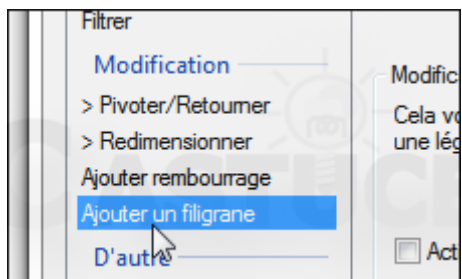 Filtrer
Modification
> Pivoter/Retourner
> Redimensionner
Ajouter rembourrage
Ajouter un filigrane
D'autre
Modific
Cela vo
une lég
Act